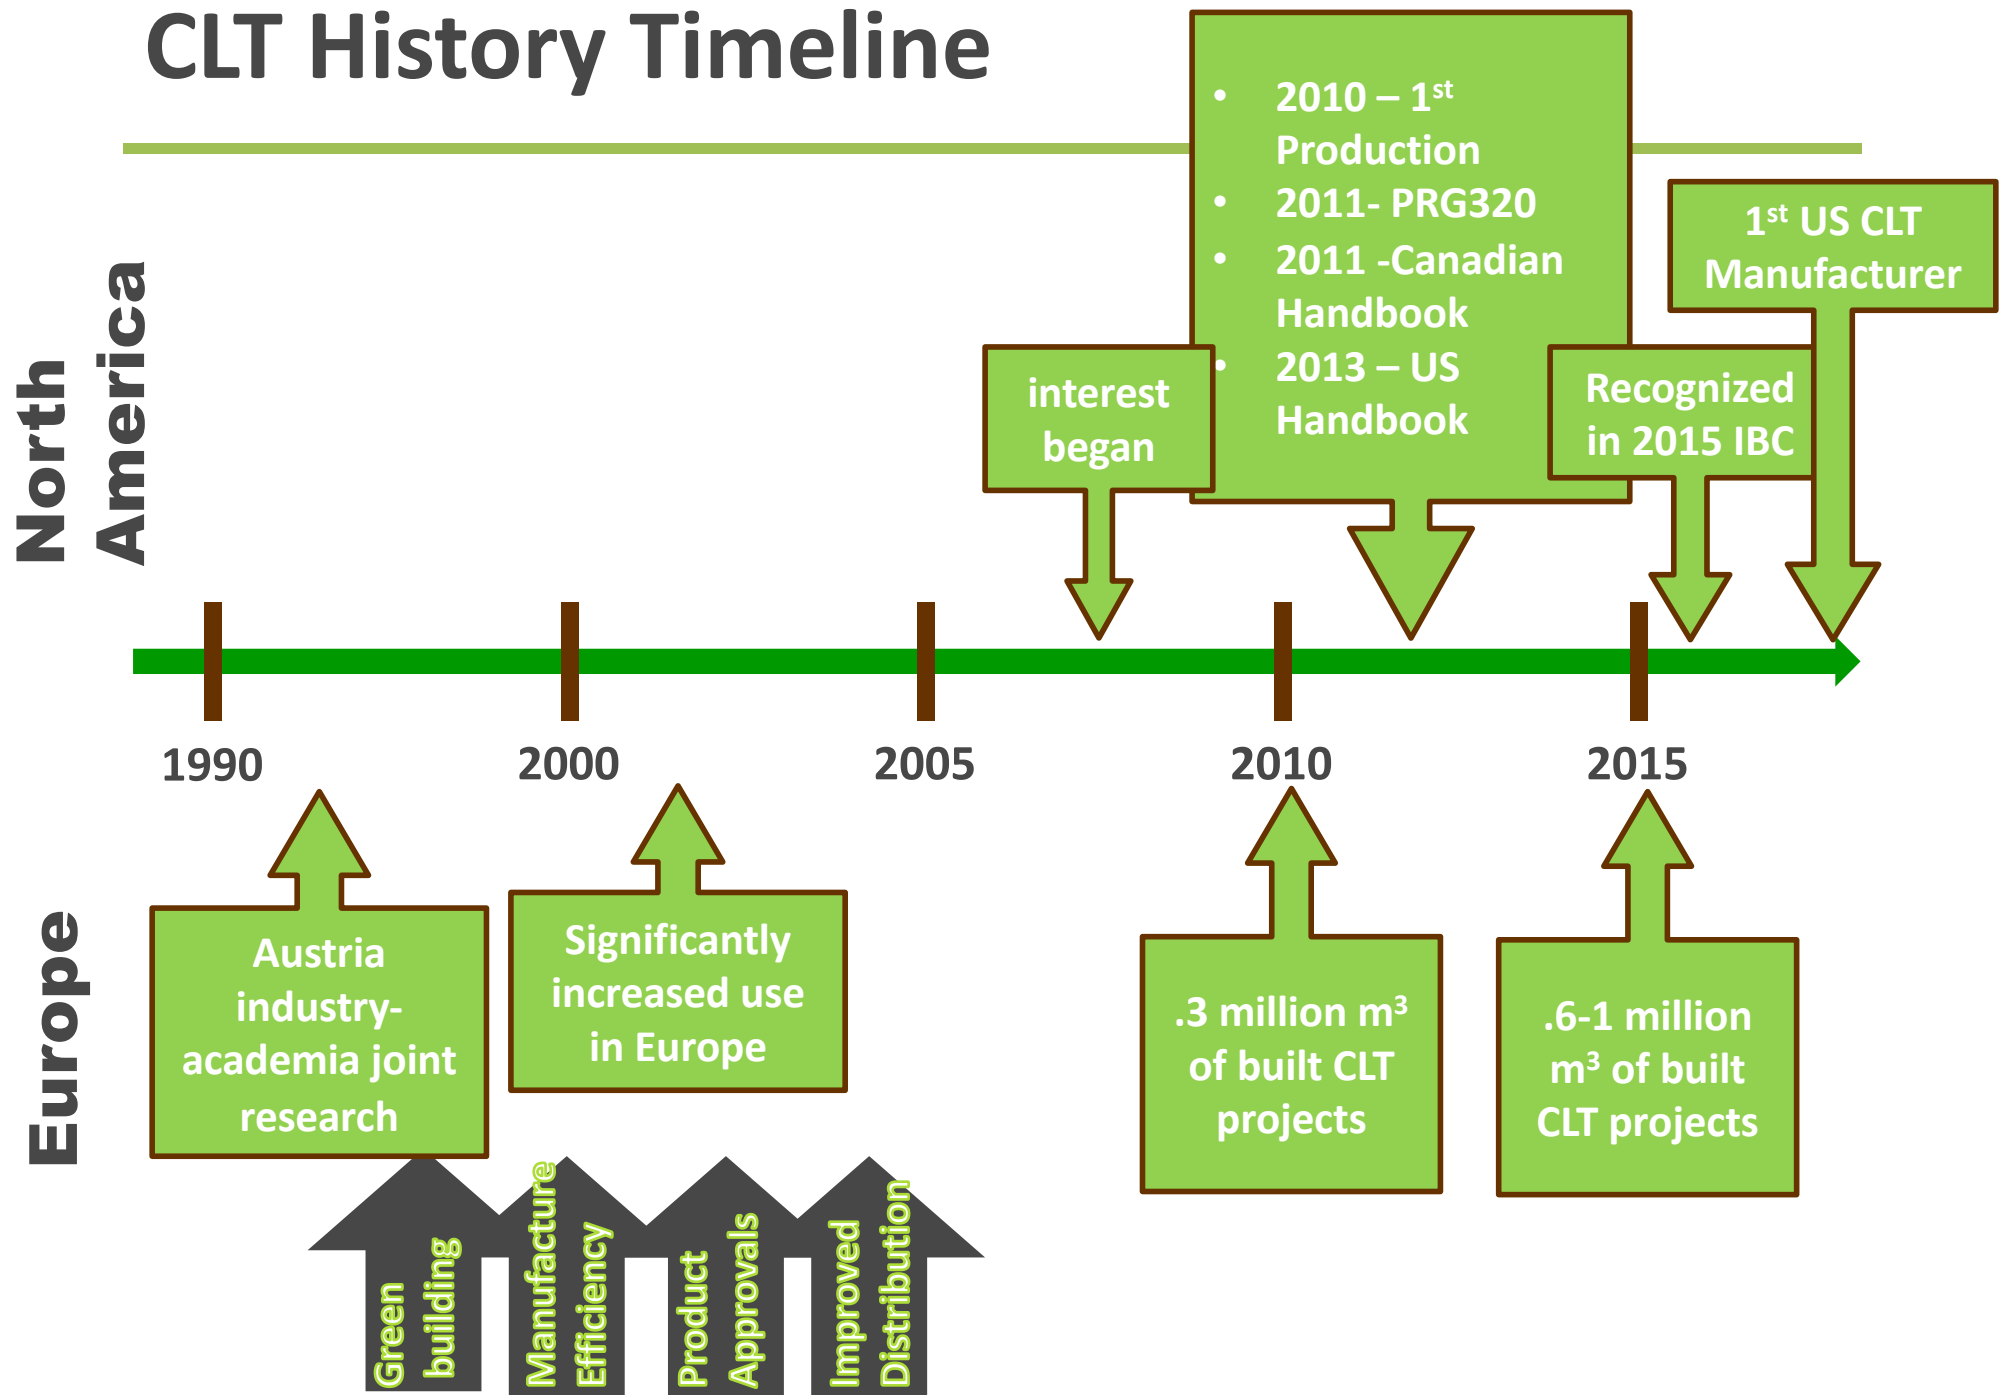 CLT History Timeline
North
America
• 2010 – 1st
Production
• 2011- PRG320
• 2011 -Canadian
Handbook
• 2013 – US
Handbook
1st US CLT
Manufacturer
interest
began
Recognized
in 2015 IBC
1990
2000
2005
2010
2015
Europe
Austria
industry-
academia joint
research
Significantly
increased use
in Europe
.3 million m3
of built CLT
projects
.6-1 million
m3 of built
CLT projects
Green
building
Manufacture
Efficiency
Product
Approvals
Improved
Distribution